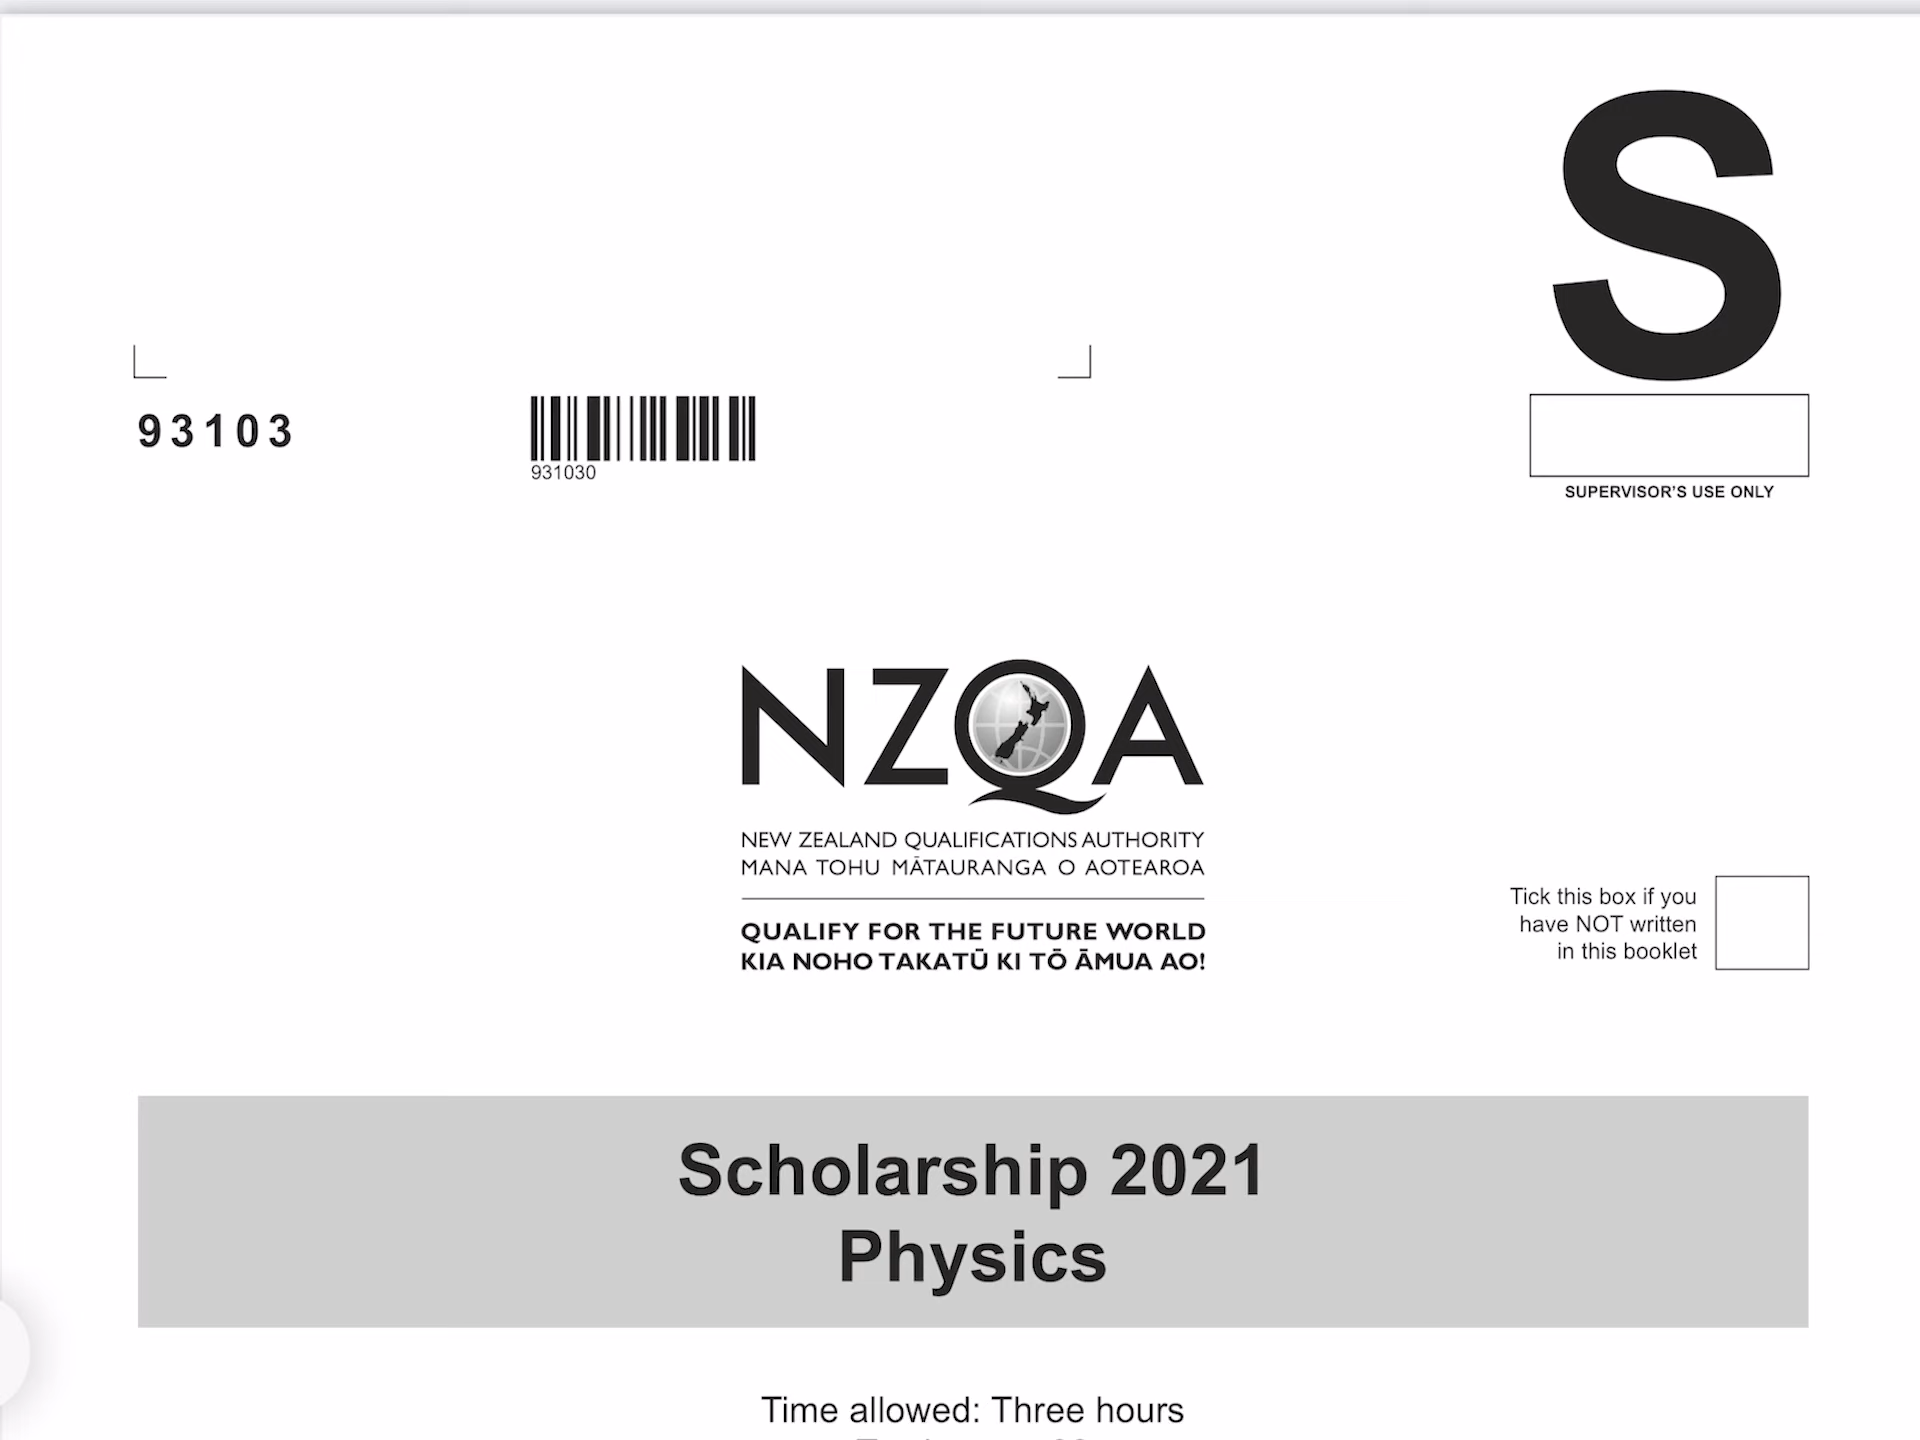 S
93103
931030
SUPERVISOR'S USE ONLY
NZQA
NEW ZEALAND QUALIFICATIONS AUTHORITY
MANA TOHU MĀTAURANGA O AOTEAROA
QUALIFY FOR THE FUTURE WORLD
KIA NOHO TAKATŪ KI TŌ ĀMUA AO!
Tick this box if you
have NOT written
in this booklet
Scholarship 2021
Physics
Time allowed: Three hours